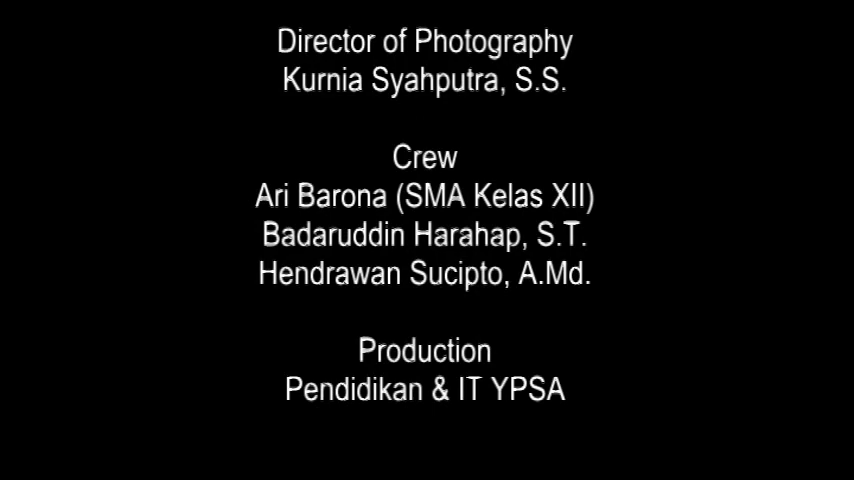 Director of Photography
Kurnia Syahputra, S.S.
Crew
Ari Barona (SMA Kelas XII)
Badaruddin Harahap, S.T.
Hendrawan Sucipto, A.Md.
Production
Pendidikan & IT YPSA